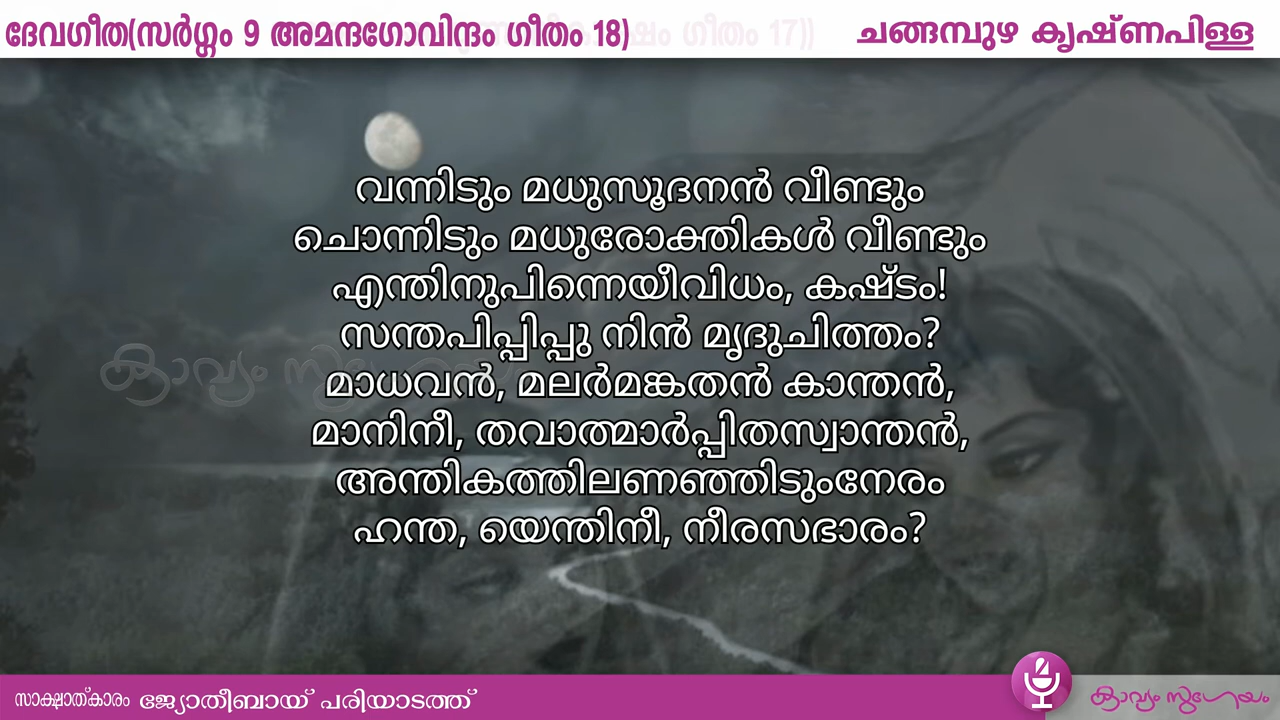 ദേവഗീത(സർഗ്ഗം 9 അമന്ദഗോവിന്ദം ഗീതം 18)
ഷം ഗീതം 17))
ചങ്ങമ്പുഴ കൃഷ്ണപിള്ള
വന്നിടും മധുസൂദനൻ വീണ്ടും
ചൊന്നിടും മധുരോക്തികൾ വീണ്ടും
എന്തിനുപിന്നെയീവിധം, കഷ്ടം!
സന്തപിപ്പിപ്പു നിൻ മൃദുചിത്തം?
മാധവൻ, മലർമങ്കതൻ കാന്തൻ,
മാനിനീ, തവാത്മാർപ്പിതസ്വാന്തൻ,
അന്തികത്തിലണഞ്ഞിടുംനേരം
ഹന്ത, യെന്തിനീ, നീരസഭാരം?
കാവ്യം സു
സാക്ഷാത്കാരം ജ്യോതീബായ് പരിയാടത്ത്
കാവ്യം സുഗേയം